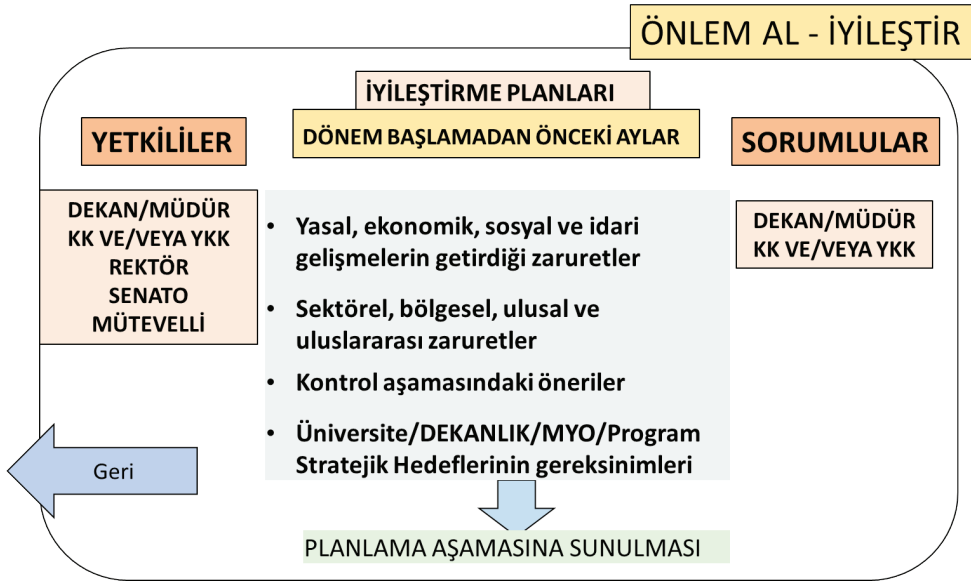 ÖNLEM AL - İYİLEŞTİR
İYİLEŞTİRME PLANLARI
DÖNEM BAŞLAMADAN ÖNCEKİ AYLAR
YETKİLİLER
DEKAN/MÜDÜR
KK VE/VEYA YKK
REKTÖR
SENATO
MÜTEVELLİ
• Yasal, ekonomik, sosyal ve idari
gelişmelerin getirdiği zaruretler
• Sektörel, bölgesel, ulusal ve
uluslararası zaruretler
• Kontrol aşamasındaki öneriler
• Üniversite/DEKANLIK/MYO/Program
Stratejik Hedeflerinin gereksinimleri
SORUMLULAR
DEKAN/MÜDÜR
KK VE/VEYA YKK
Geri
PLANLAMA AŞAMASINA SUNULMASI